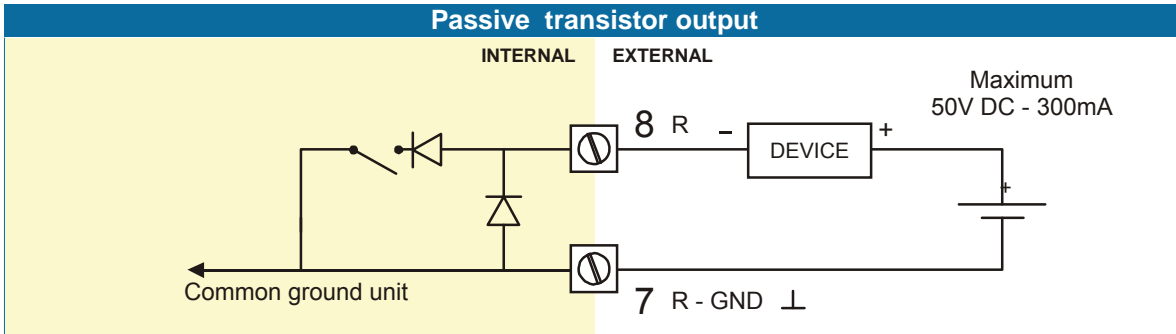 Passive transistor output
INTERNAL EXTERNAL
Maximum
50V DC - 300mA
8 R - DEVICE +
+
Common ground unit
7 R - GND ⊥